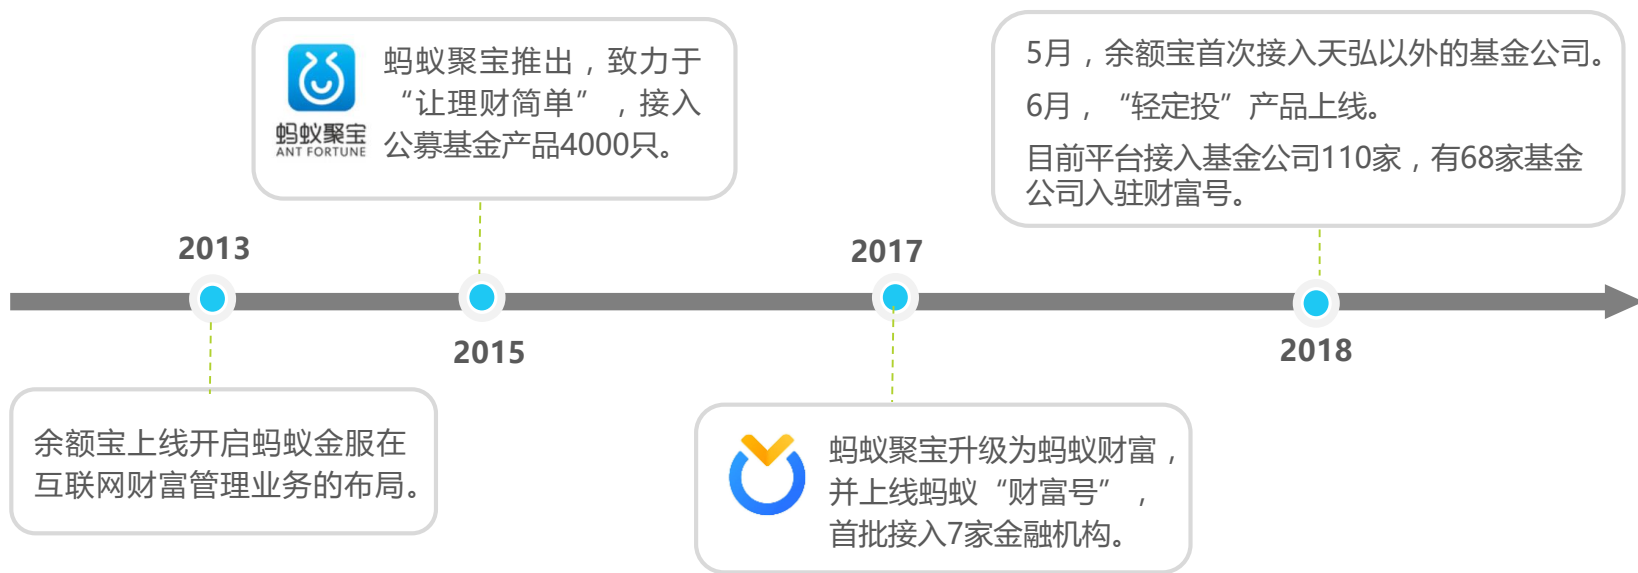 蚂蚁聚宝
ANT FORTUNE
蚂蚁聚宝推出，致力于
“让理财简单”，接入
公募基金产品4000只。
5月，余额宝首次接入天弘以外的基金公司。
6月，“轻定投”产品上线。
目前平台接入基金公司110家，有68家基金
公司入驻财富号。
2013
2017
2015
2018
余额宝上线开启蚂蚁金服在
互联网财富管理业务的布局。
蚂蚁聚宝升级为蚂蚁财富，
并上线蚂蚁“财富号”，
首批接入7家金融机构。